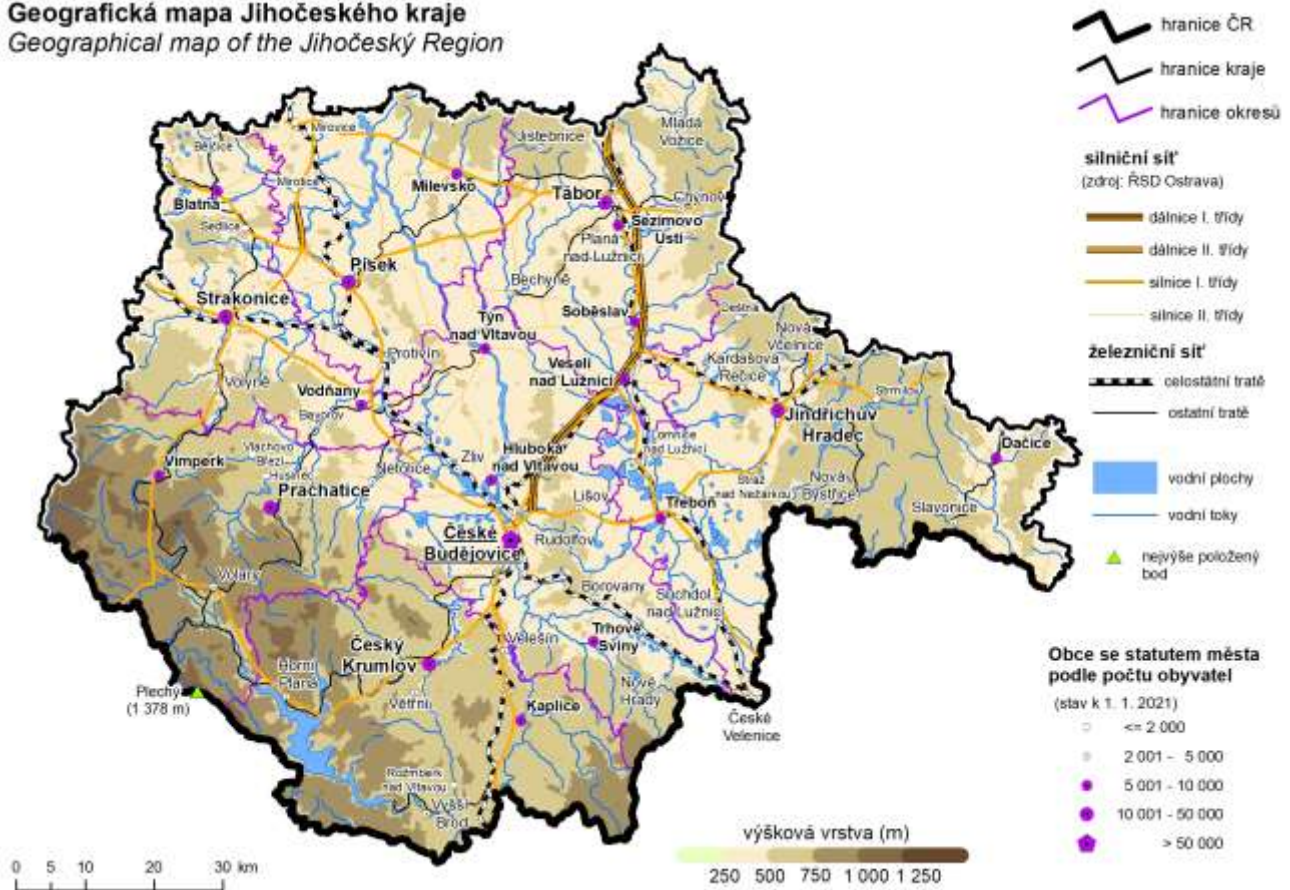 Geografická mapa Jihočeského kraje
Geographical map of the Jihočeský Region
hranice ČR
hranice kraje
hranice okresů
silniční síť
(zdroj: ŘSD Ostrava)
dálnice I. třídy
dálnice II. třídy
silnice I. třídy
silnice II. třídy
železniční síť
celostátní tratě
ostatní tratě
vodní plochy
vodní toky
nejvýše položený
bod
Obce se statutem města
podle počtu obyvatel
(stav k 1. 1. 2021)
<= 2 000
2 001 - 5 000
5 001 - 10 000
10 001 - 50 000
> 50 000
Mirovice
Jistebnice
Mladá
Vožice
Bělčice
Mirotice
Milevsko
Tábor
Chýnov
Blatná
Sedlice
Sezimovo
Ústí
Planá
nad Lužnicí
Písek
Bechyně
Strakonice
Týn
nad Vltavou
Soběslav
Deštná
Nová
Včelnice
Protivín
Kardašova
Řečice
Veselí
nad Lužnicí
Volyně
Vodňany
Bavorov
Strmilov
Jindřichův
Hradec
Dačice
Vlachovo
Březí
Husinec
Vimperk
Netolice
Zliv
Hluboká
nad Vltavou
Lomnice
nad Lužnicí
Prachatice
Lišov
Stráž
nad Nežárkou
Nová
Bystřice
Třeboň
Slavonice
České
Budějovice
Rudolfov
Volary
Borovany
Suchdol
nad Lužnicí
Český
Krumlov
Velešín
Trhové
Sviny
Horní
Planá
Plechý
(1 378 m)
Větřní
Nové
Hrady
Kaplice
České
Velenice
Rožmberk
nad Vltavou
Vyšší
Brod
výšková vrstva (m)
250 500 750 1 000 1 250
0 5 10 20 30 km